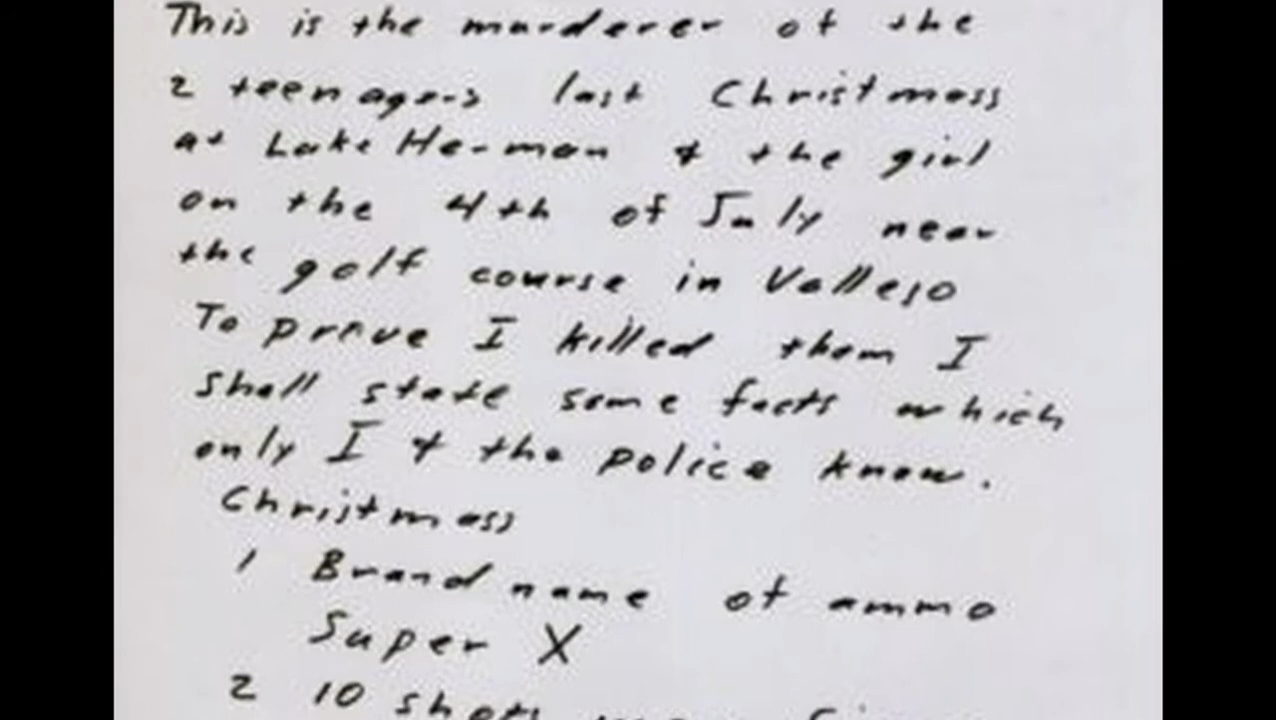 This is the murderer of the
2 teenagers last Christmass
at Lake Herman & the girl
on the 4th of July near
the golf course in Vallejo
To prove I killed them I
shall state some facts which
only I & the police know.
Christmass
1 Brand name of ammo
Super X
2 10 shots